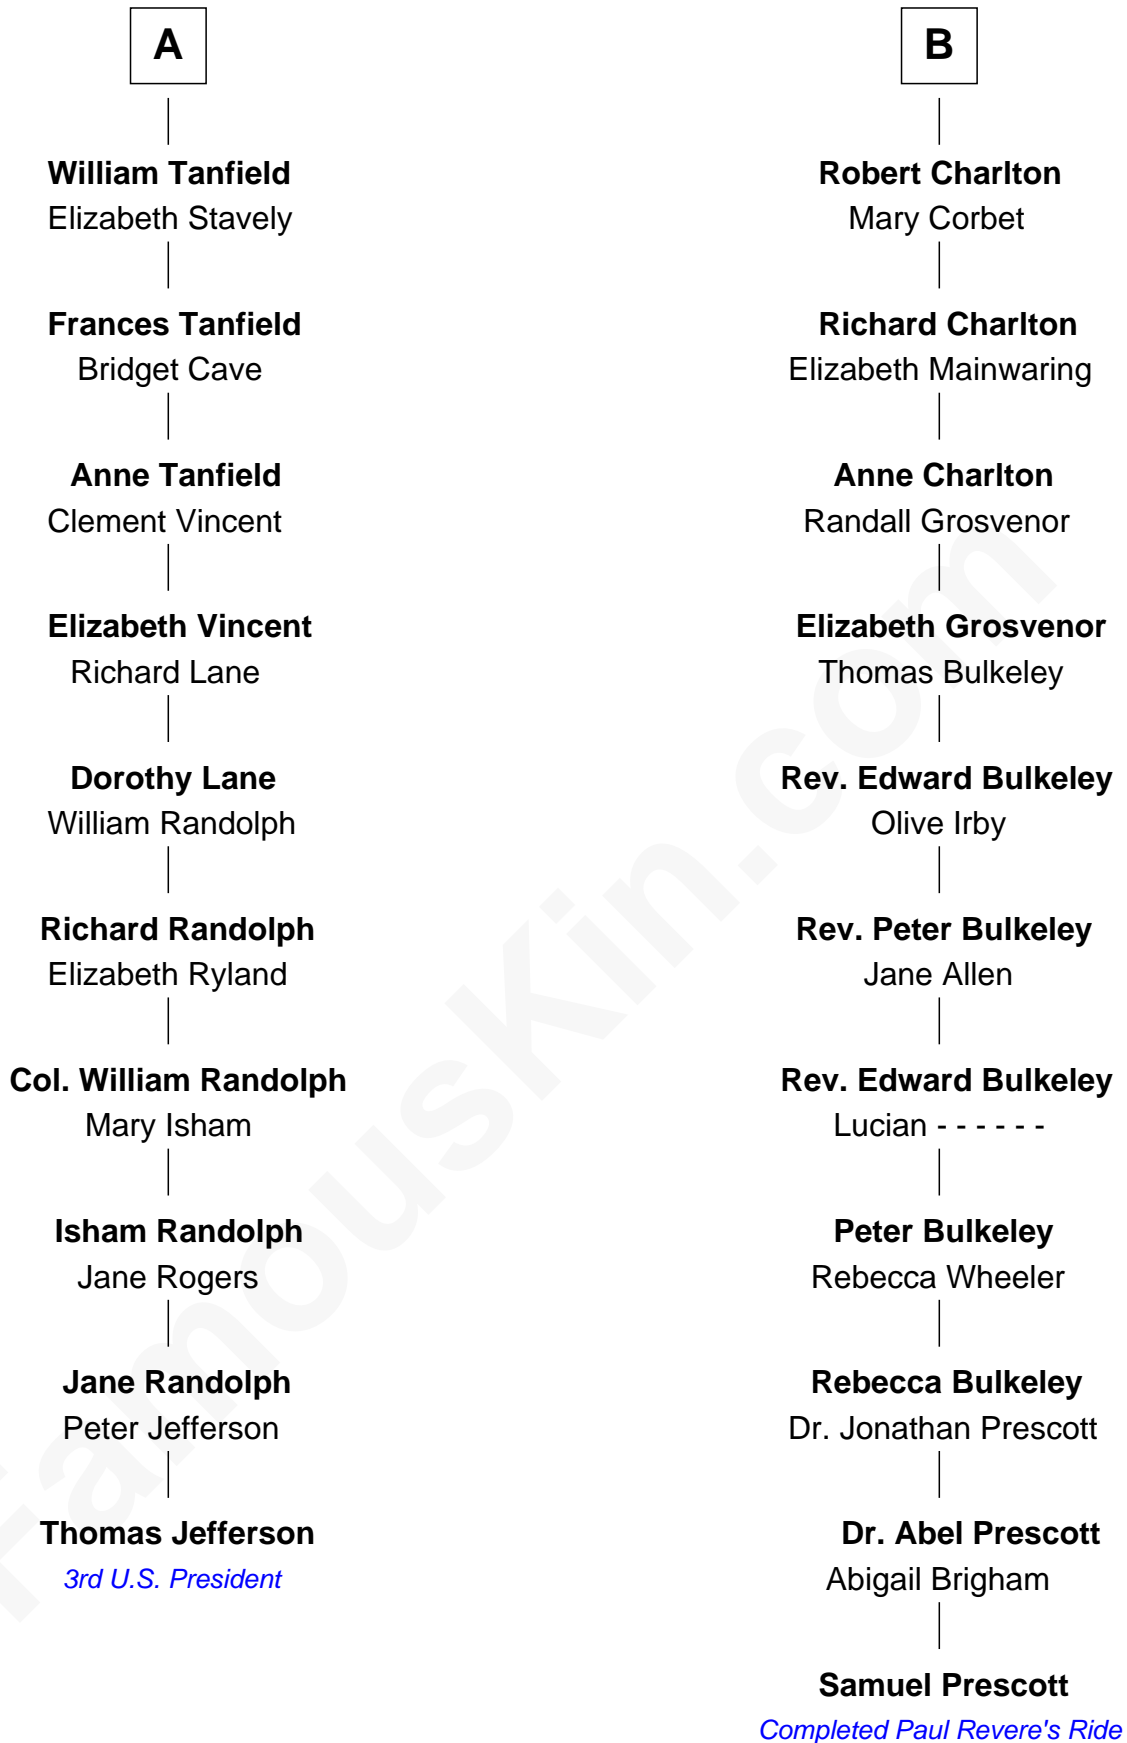 A
William Tanfield
Elizabeth Stavely
Frances Tanfield
Bridget Cave
Anne Tanfield
Clement Vincent
Elizabeth Vincent
Richard Lane
Dorothy Lane
William Randolph
Richard Randolph
Elizabeth Ryland
Col. William Randolph
Mary Isham
Isham Randolph
Jane Rogers
Jane Randolph
Peter Jefferson
Thomas Jefferson
3rd U.S. President
B
Robert Charlton
Mary Corbet
Richard Charlton
Elizabeth Mainwaring
Anne Charlton
Randall Grosvenor
Elizabeth Grosvenor
Thomas Bulkeley
Rev. Edward Bulkeley
Olive Irby
Rev. Peter Bulkeley
Jane Allen
Rev. Edward Bulkeley
Lucian - - - - - -
Peter Bulkeley
Rebecca Wheeler
Rebecca Bulkeley
Dr. Jonathan Prescott
Dr. Abel Prescott
Abigail Brigham
Samuel Prescott
Completed Paul Revere's Ride
FamousKin.com